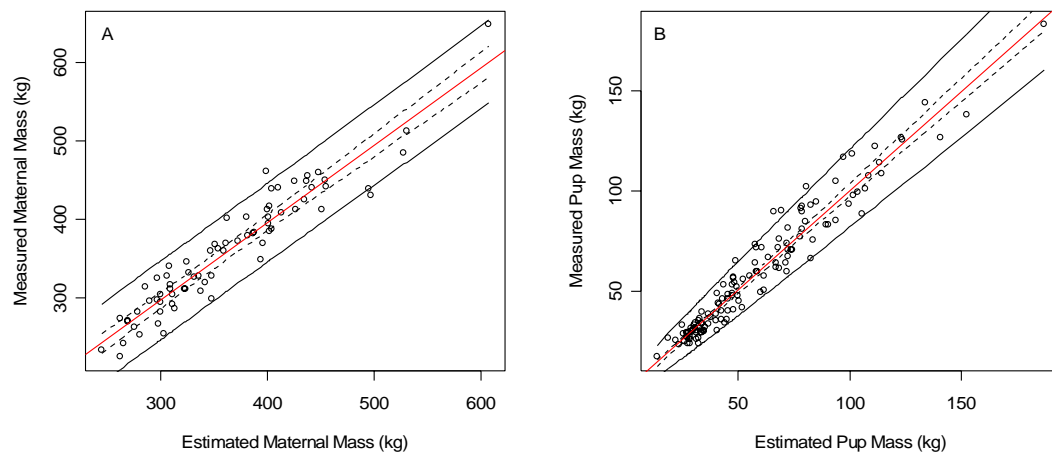 A
Measured Maternal Mass (kg)
600
500
400
300
300
400
500
600
Estimated Maternal Mass (kg)
B
Measured Pup Mass (kg)
150
100
50
50
100
150
Estimated Pup Mass (kg)